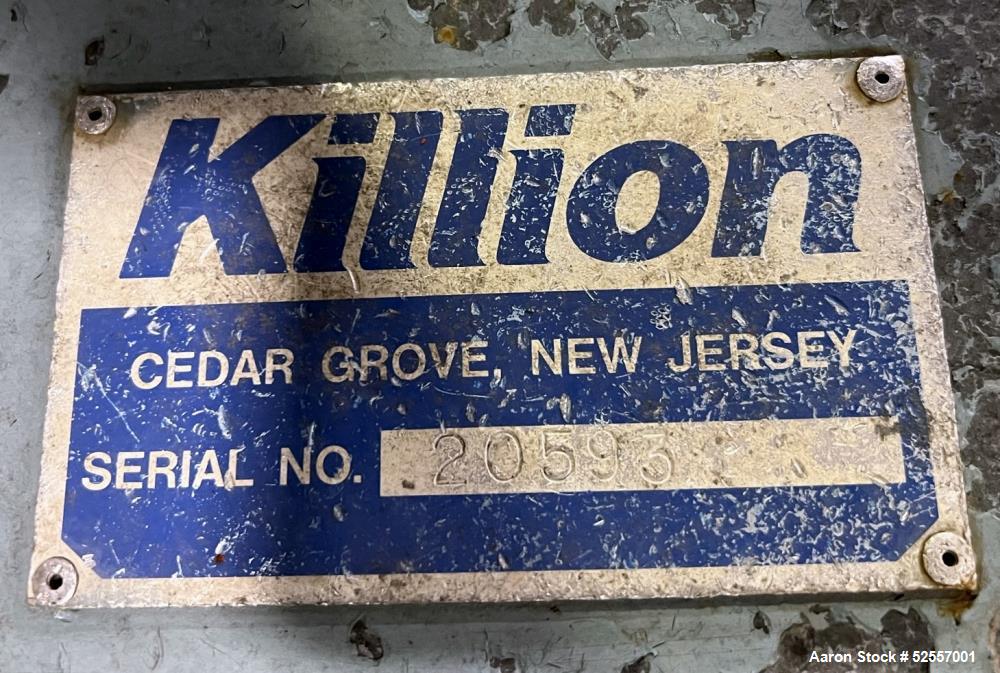 Killion
CEDAR GROVE, NEW JERSEY
SERIAL NO. 20593
Aaron Stock # 52557001